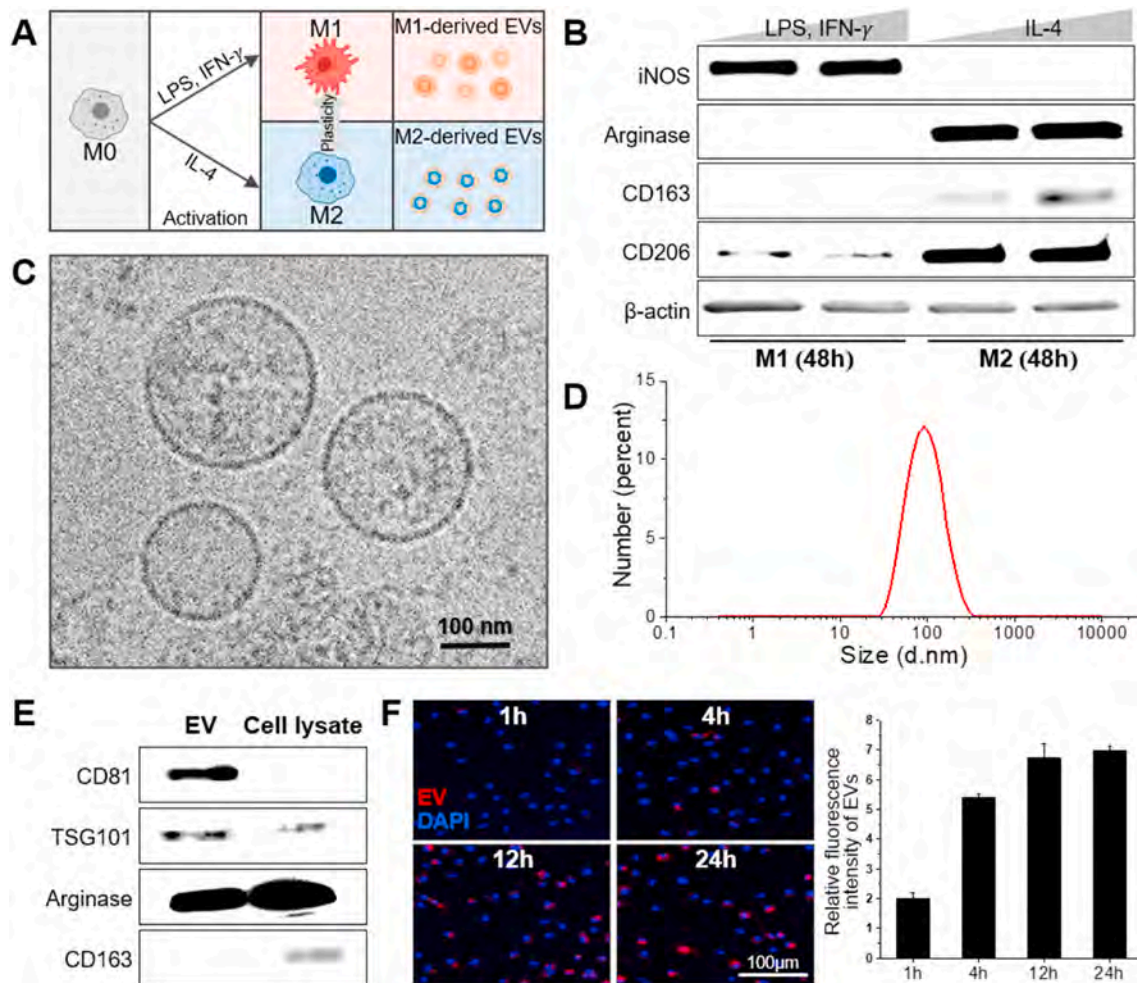 A
M0
LPS, IFN-γ
IL-4
Activation
M1
Plasticity
M2
M1-derived EVs
M2-derived EVs
B
LPS, IFN-γ
IL-4
iNOS
Arginase
CD163
CD206
β-actin
M1 (48h)
M2 (48h)
C
100 nm
D
Number (percent)
15
10
5
0
0.1
1
10
100
1000
10000
Size (d.nm)
E
EV
Cell lysate
CD81
TSG101
Arginase
CD163
F
1h
4h
EV
DAPI
12h
24h
100μm
Relative fluorescence
intensity of EVs
8
7
6
5
4
3
2
1
0
1h
4h
12h
24h